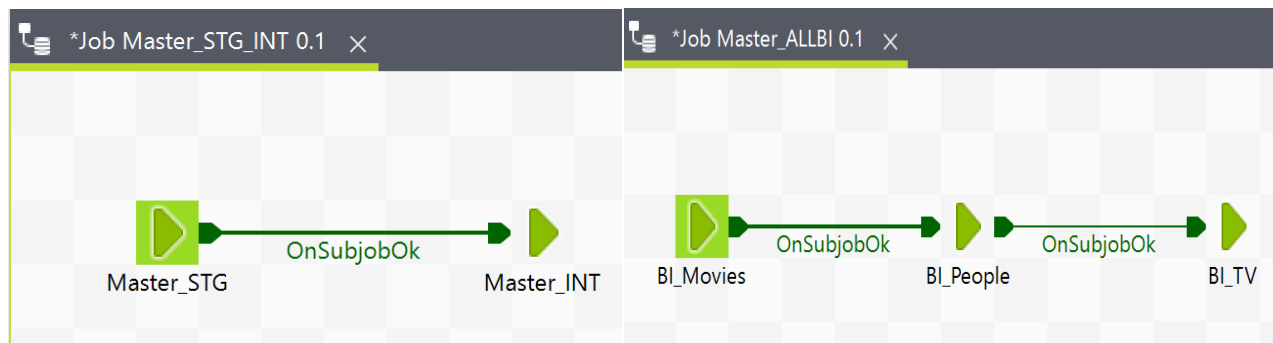 *Job Master_STG_INT 0.1
OnSubjobOk
Master_STG
Master_INT
*Job Master_ALLBI 0.1
OnSubjobOk
OnSubjobOk
BI_Movies
BI_People
BI_TV